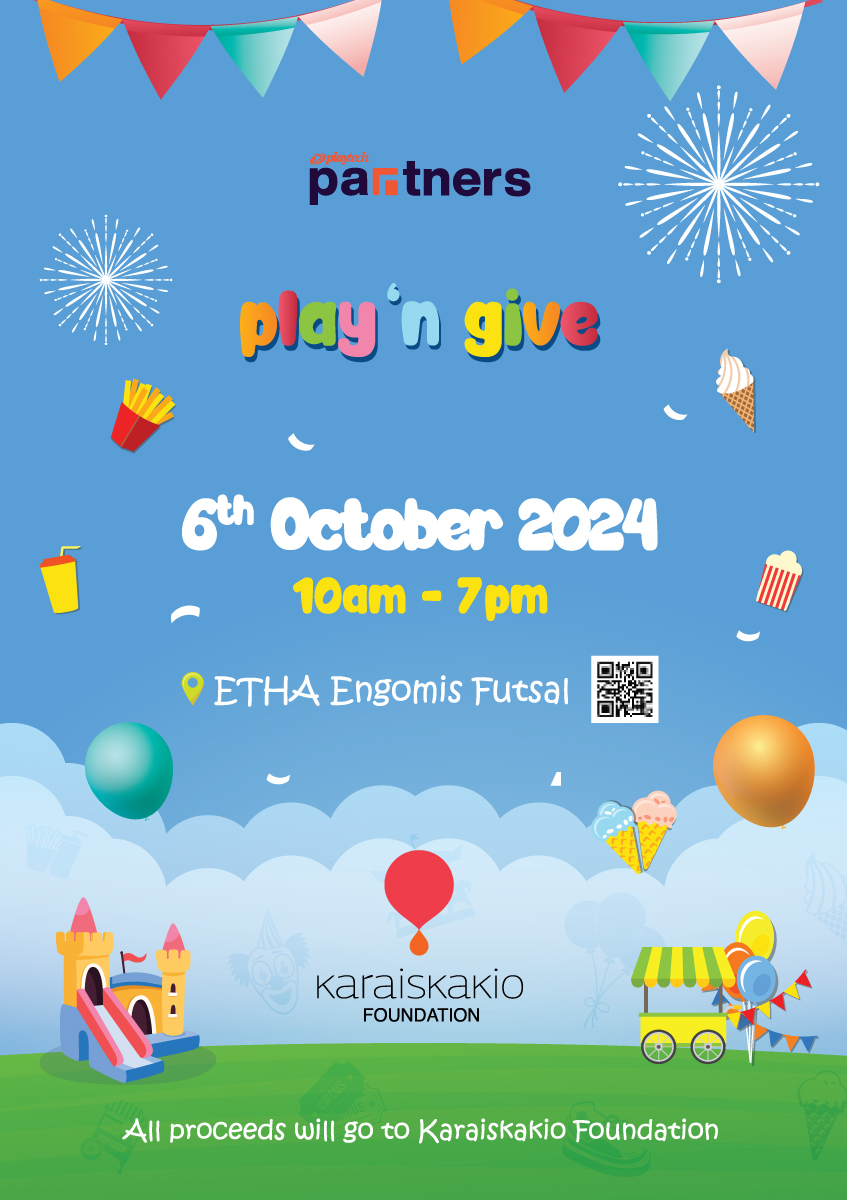 playtech
partners
play 'n give
6th October 2024
10am - 7pm
ETHA Engomis Futsal
karaiskakio
FOUNDATION
All proceeds will go to Karaiskakio Foundation